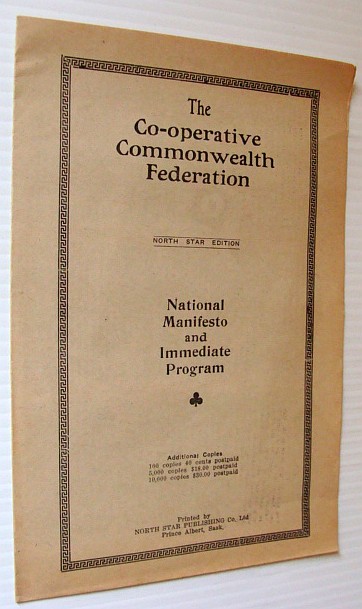 The
Co-operative
Commonwealth
Federation
NORTH STAR EDITION
National
Manifesto
and
Immediate
Program
Additional Copies
100 copies 40 cents postpaid
5,000 copies $18.00 postpaid
10,000 copies $30.00 postpaid
Printed by
NORTH STAR PUBLISHING Co. Ltd
Prince Albert, Sask.